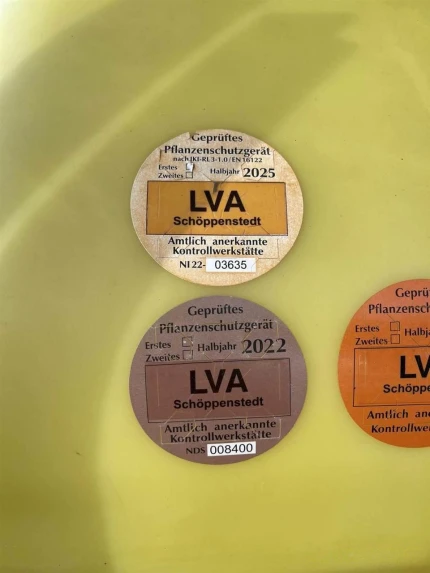 Geprüftes
Pflanzenschutzgerät
nach JKI-RL 3-1.0 / EN 16122
Erstes
Zweites
Halbjahr 2025
LVA
Schöppenstedt
Amtlich anerkannte
Kontrollwerkstätte
NI 22- 03635
Geprüftes
Pflanzenschutzgerät
Erstes
Zweites
Halbjahr 2022
LVA
Schöppenstedt
Amtlich anerkannte
Kontrollwerkstätte
NDS 008400
Geprü
Pflanzensch
Erstes
Zweites
Halbja
LV
Schöppe
Amtlich an
Kontrollwer